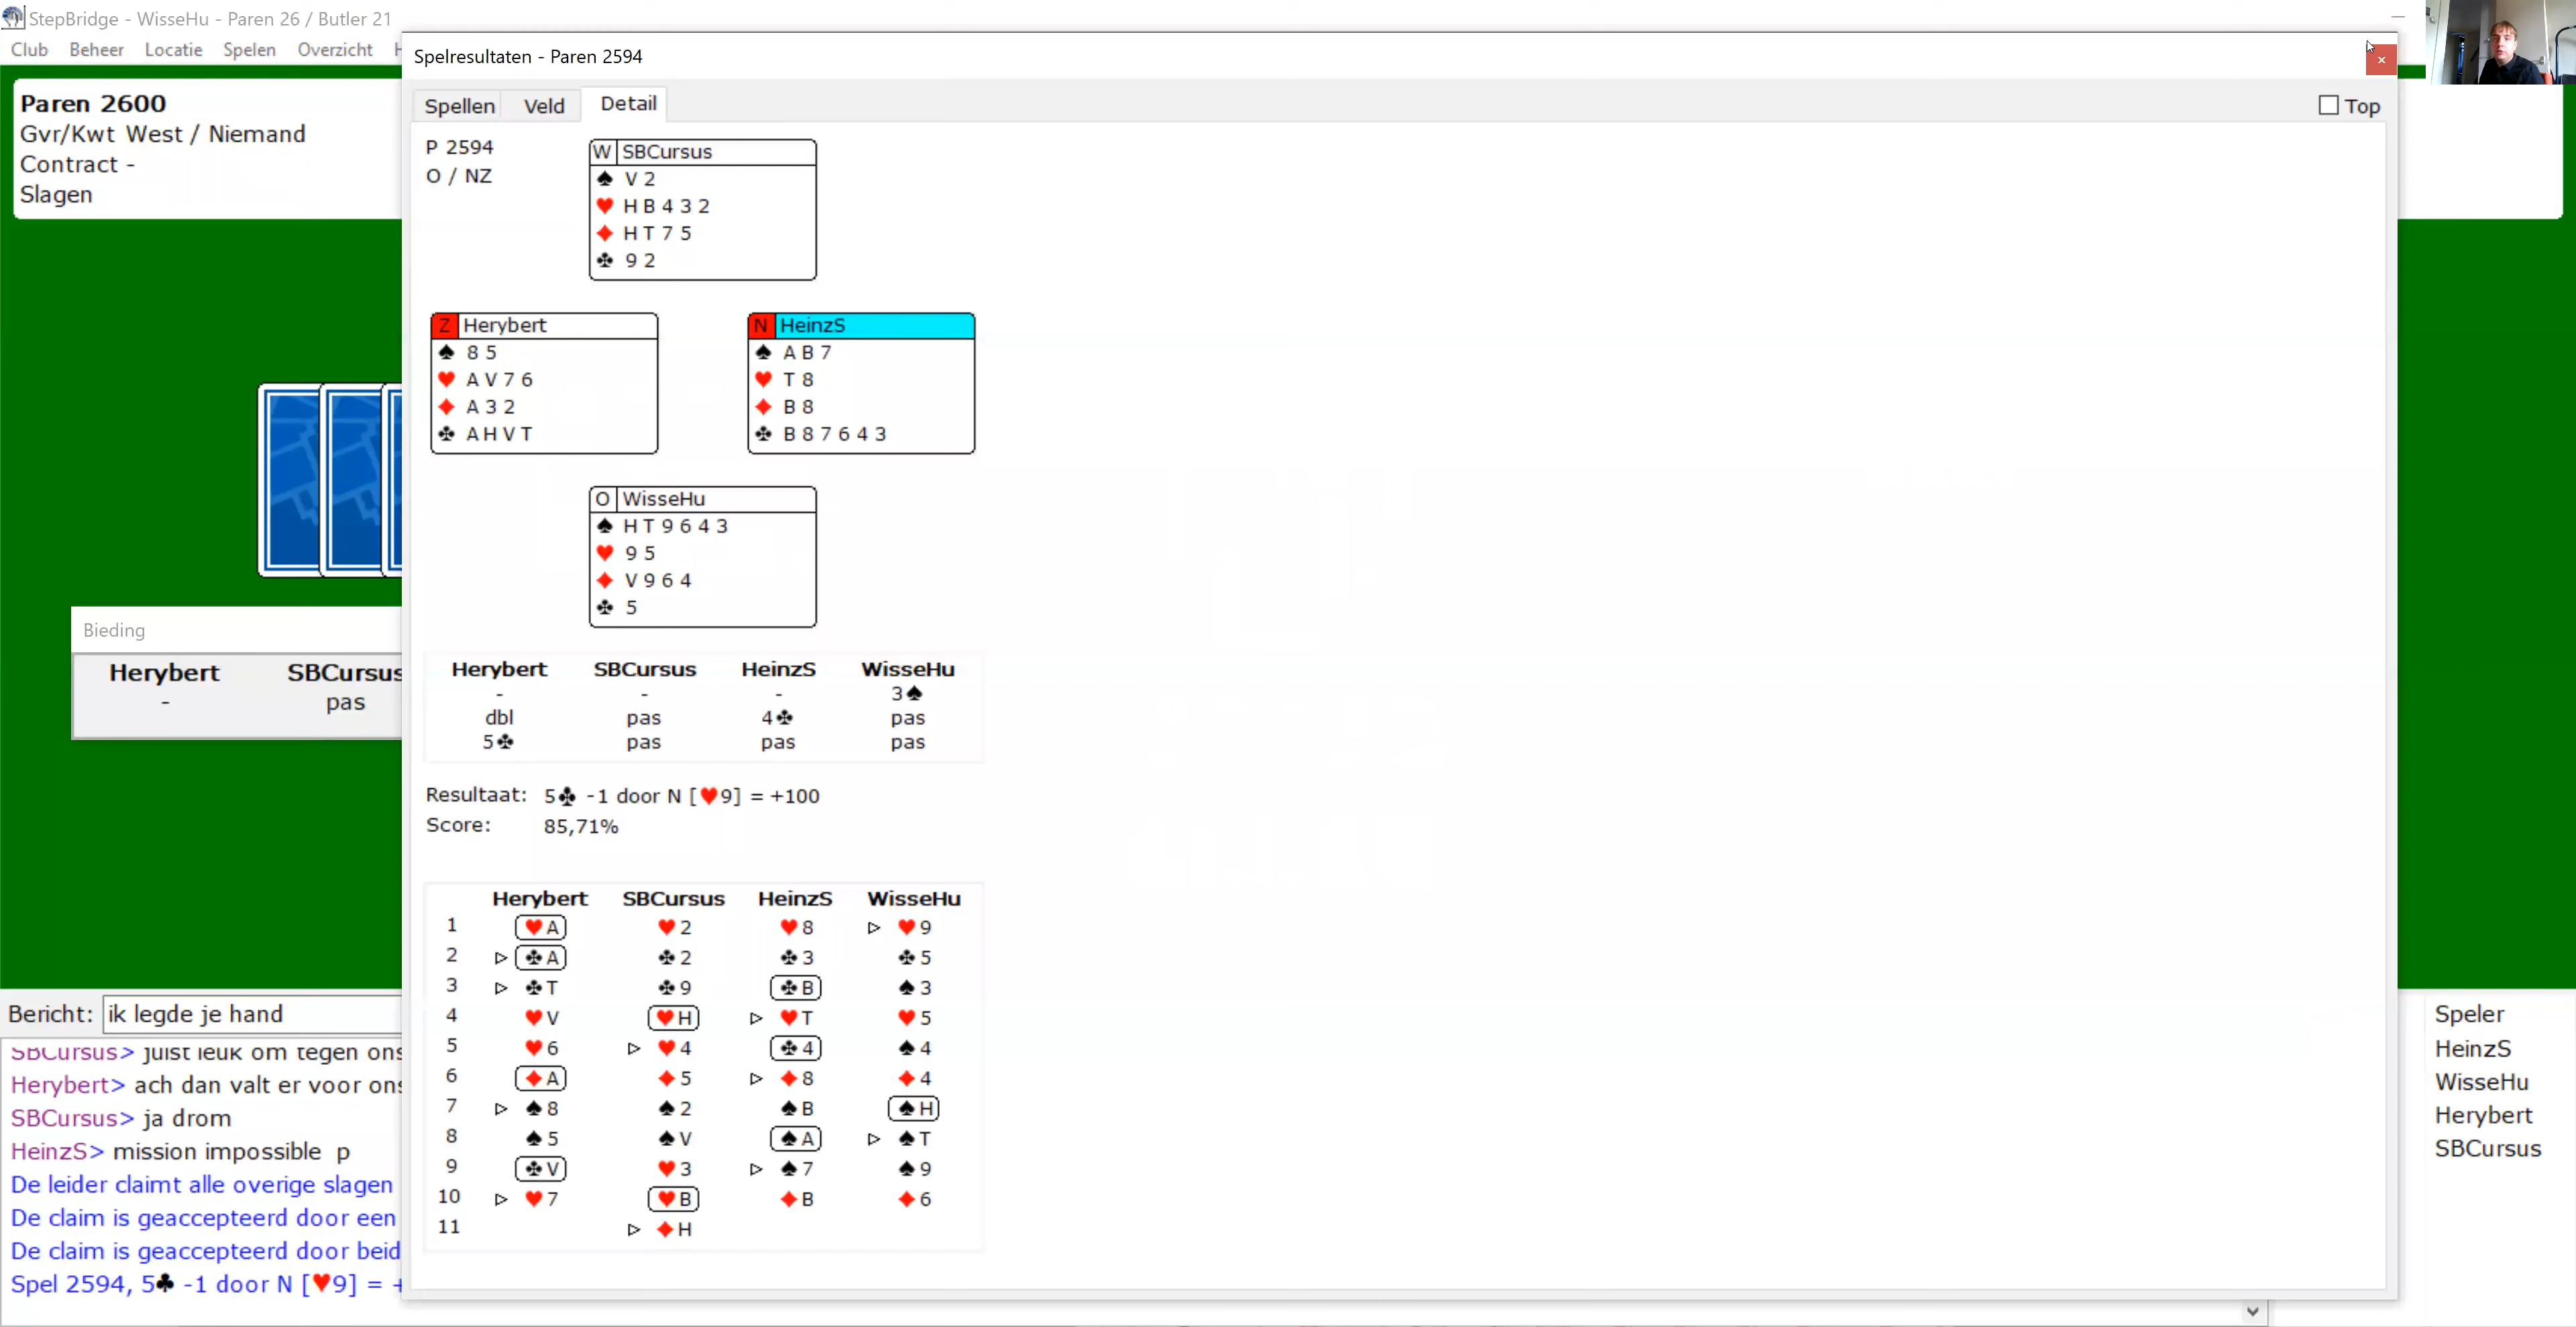 StepBridge - WisseHu - Paren 26 / Butler 21
Club Beheer Locatie Spelen Overzicht
Paren 2600
Gvr/Kwt West / Niemand
Contract -
Slagen
Spelresultaten - Paren 2594
Spellen Veld Detail
Top
P 2594
O / NZ
W SBCursus
♠ V 2
♥ H B 4 3 2
♦ H T 7 5
♣ 9 2
Z Herybert
♠ 8 5
♥ A V 7 6
♦ A 3 2
♣ A H V T
N HeinzS
♠ A B 7
♥ T 8
♦ B 8
♣ B 8 7 6 4 3
O WisseHu
♠ H T 9 6 4 3
♥ 9 5
♦ V 9 6 4
♣ 5
Bieding
Herybert SBCursus
- pas
Herybert SBCursus HeinzS WisseHu
- - - 3♠
dbl pas 4♣ pas
5♣ pas pas pas
Resultaat: 5♣ -1 door N [♥9] = +100
Score: 85,71%
Herybert SBCursus HeinzS WisseHu
1 ♥A ♥2 ♥8 ▷ ♥9
2 ▷ ♣A ♣2 ♣3 ♣5
3 ▷ ♣T ♣9 ♣B ♠3
4 ♥V ♥H ▷ ♥T ♥5
5 ♥6 ▷ ♥4 ♣4 ♠4
6 ♦A ♦5 ▷ ♦8 ♦4
7 ▷ ♠8 ♠2 ♠B ♠H
8 ♠5 ♠V ♠A ▷ ♠T
9 ♣V ♥3 ▷ ♠7 ♠9
10 ▷ ♥7 ♥B ♦B ♦6
11 ▷ ♦H
Bericht: ik legde je hand
SBCursus> juist leuk om tegen ons
Herybert> ach dan valt er voor ons
SBCursus> ja drom
HeinzS> mission impossible p
De leider claimt alle overige slagen
De claim is geaccepteerd door een
De claim is geaccepteerd door beid
Spel 2594, 5♣ -1 door N [♥9] = +
Speler
HeinzS
WisseHu
Herybert
SBCursus